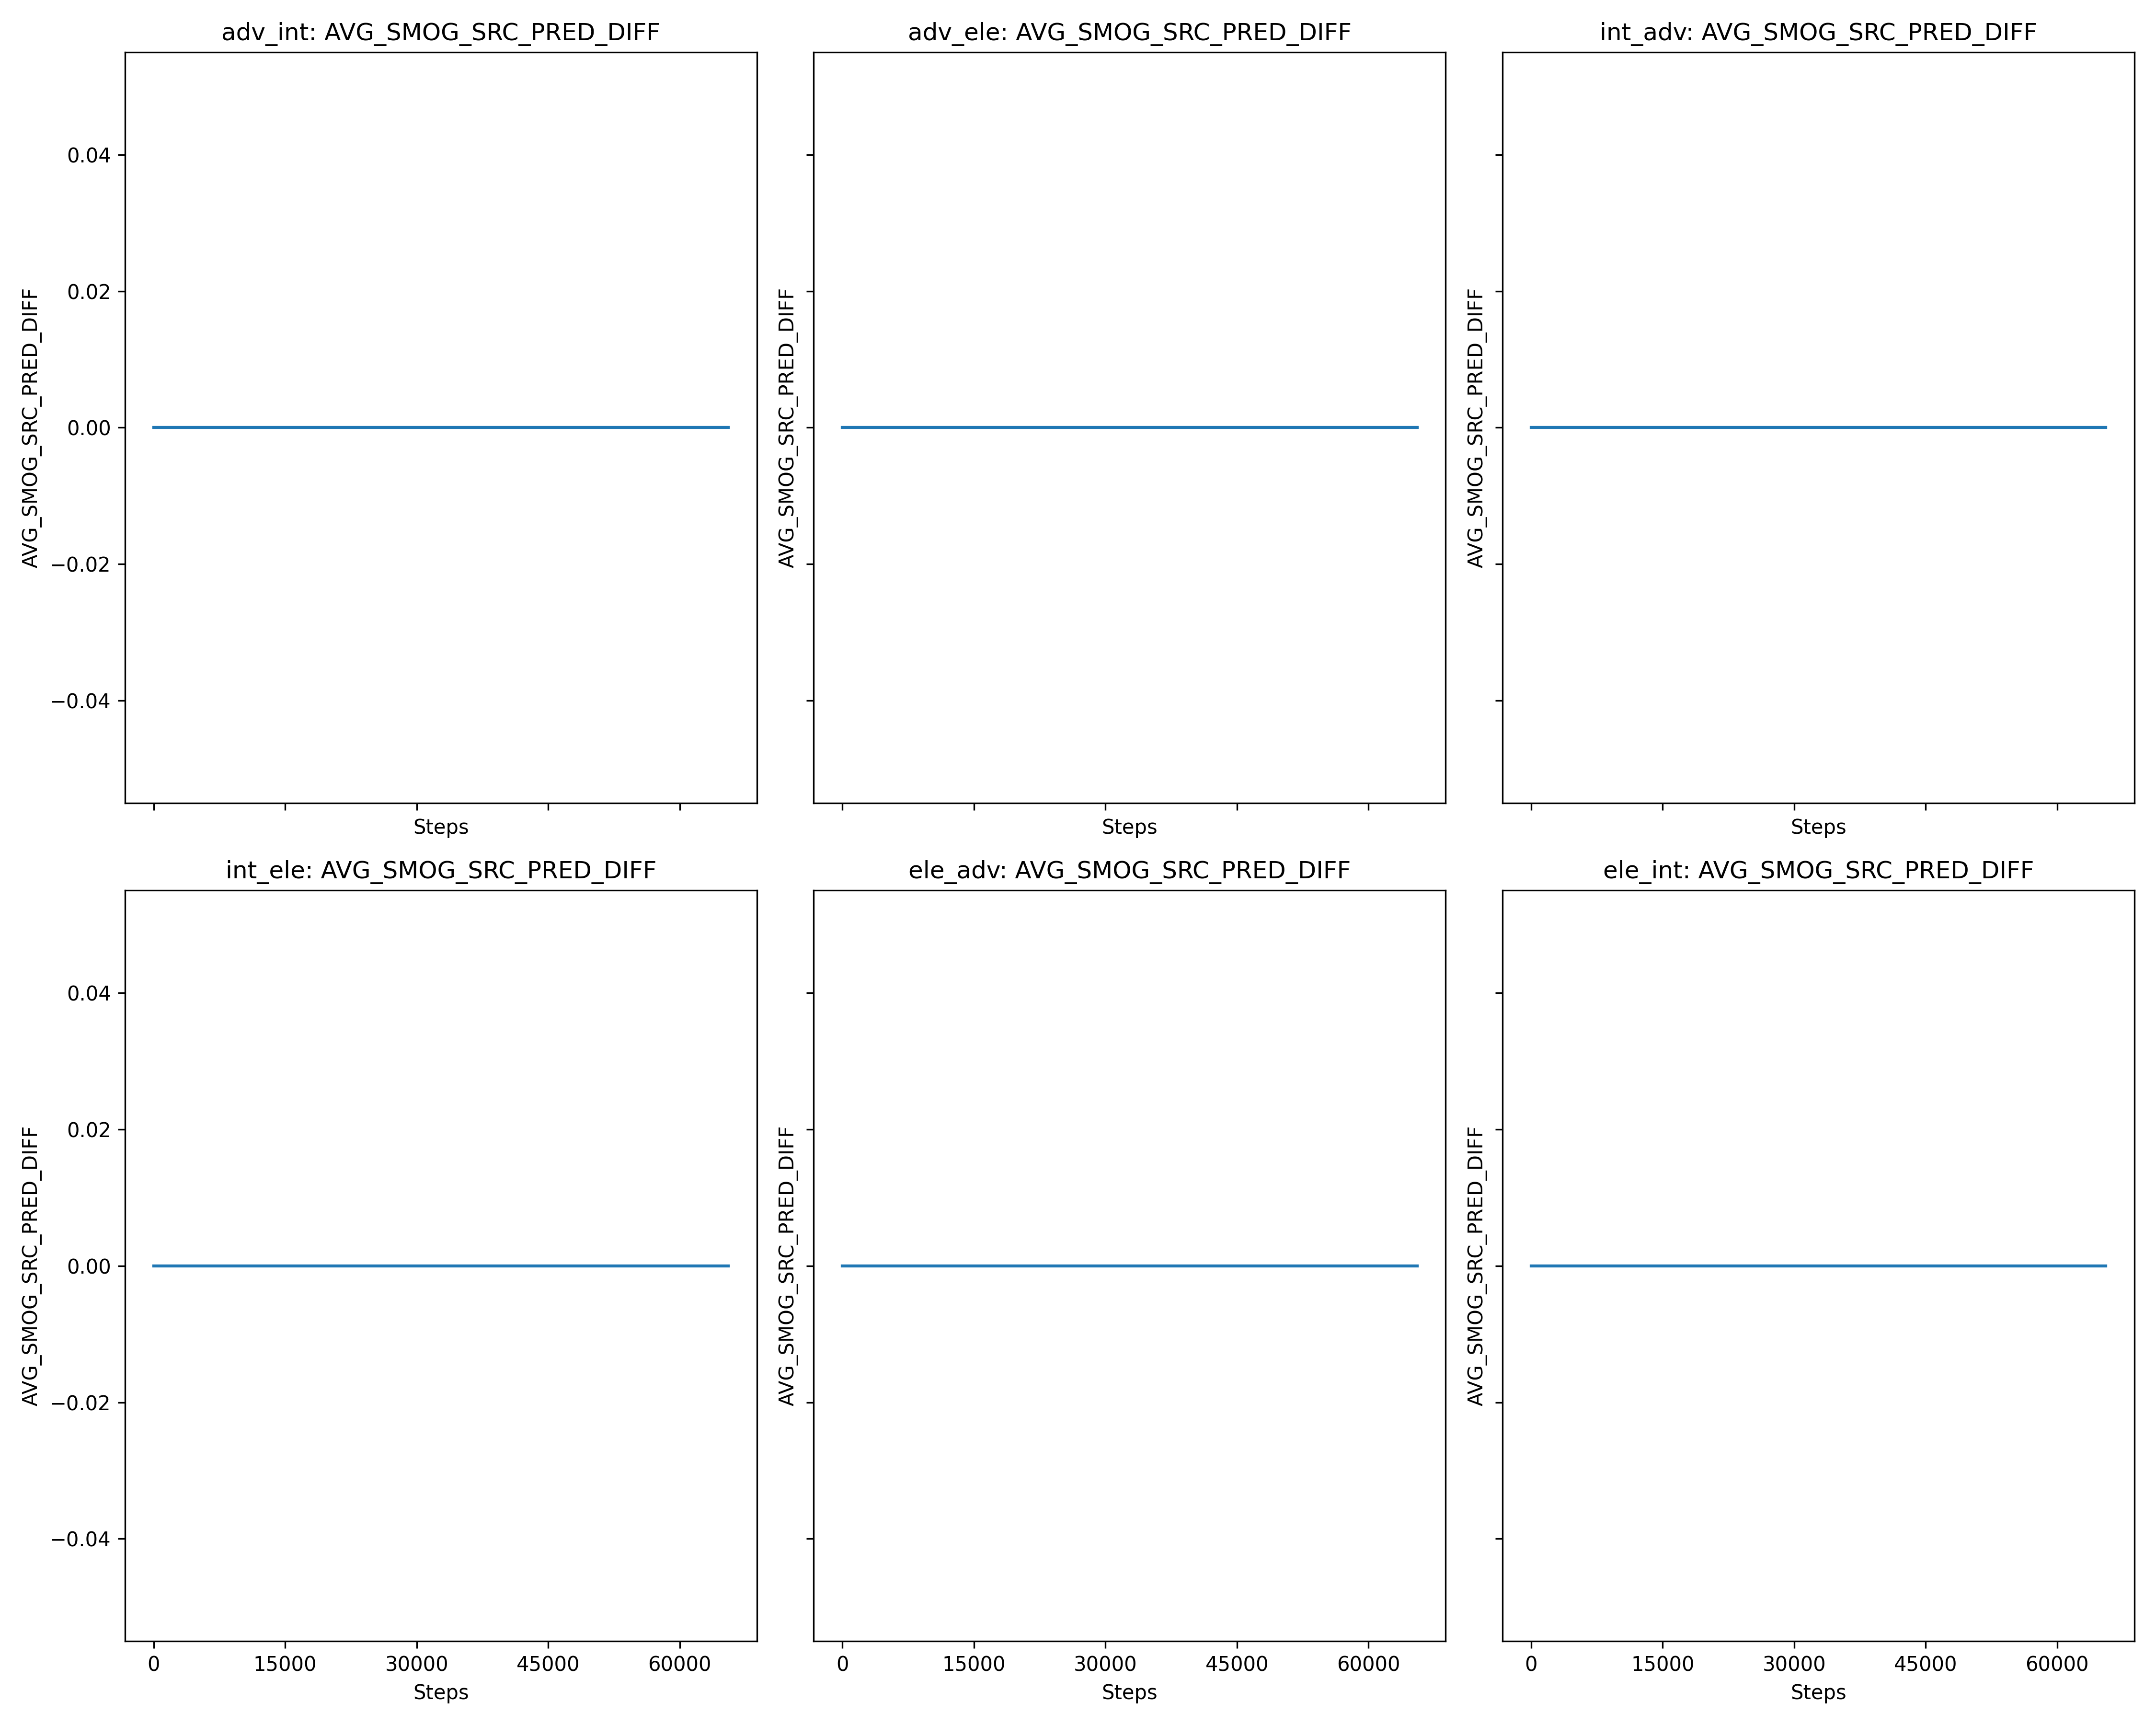 adv_int: AVG_SMOG_SRC_PRED_DIFF
adv_ele: AVG_SMOG_SRC_PRED_DIFF
int_adv: AVG_SMOG_SRC_PRED_DIFF
AVG_SMOG_SRC_PRED_DIFF
0.04
0.02
0.00
−0.02
−0.04
Steps
AVG_SMOG_SRC_PRED_DIFF
Steps
AVG_SMOG_SRC_PRED_DIFF
Steps
int_ele: AVG_SMOG_SRC_PRED_DIFF
ele_adv: AVG_SMOG_SRC_PRED_DIFF
ele_int: AVG_SMOG_SRC_PRED_DIFF
AVG_SMOG_SRC_PRED_DIFF
0.04
0.02
0.00
−0.02
−0.04
0 15000 30000 45000 60000
Steps
AVG_SMOG_SRC_PRED_DIFF
0 15000 30000 45000 60000
Steps
AVG_SMOG_SRC_PRED_DIFF
0 15000 30000 45000 60000
Steps